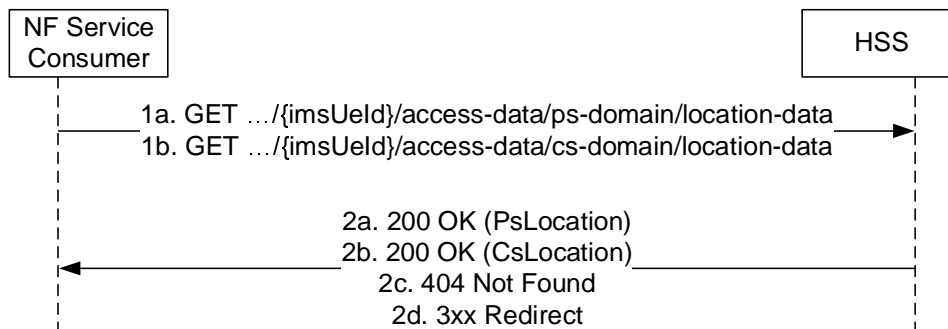 NF Service
Consumer
HSS
1a. GET …/{imsUeId}/access-data/ps-domain/location-data
1b. GET …/{imsUeId}/access-data/cs-domain/location-data
2a. 200 OK (PsLocation)
2b. 200 OK (CsLocation)
2c. 404 Not Found
2d. 3xx Redirect